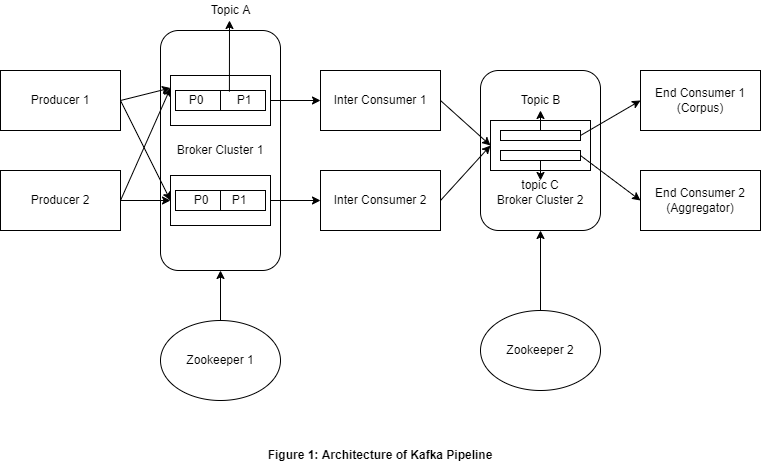 Topic A
Producer 1
P0
P1
Inter Consumer 1
Topic B
End Consumer 1
(Corpus)
Broker Cluster 1
Producer 2
P0
P1
Inter Consumer 2
topic C
Broker Cluster 2
End Consumer 2
(Aggregator)
Zookeeper 1
Zookeeper 2
Figure 1: Architecture of Kafka Pipeline